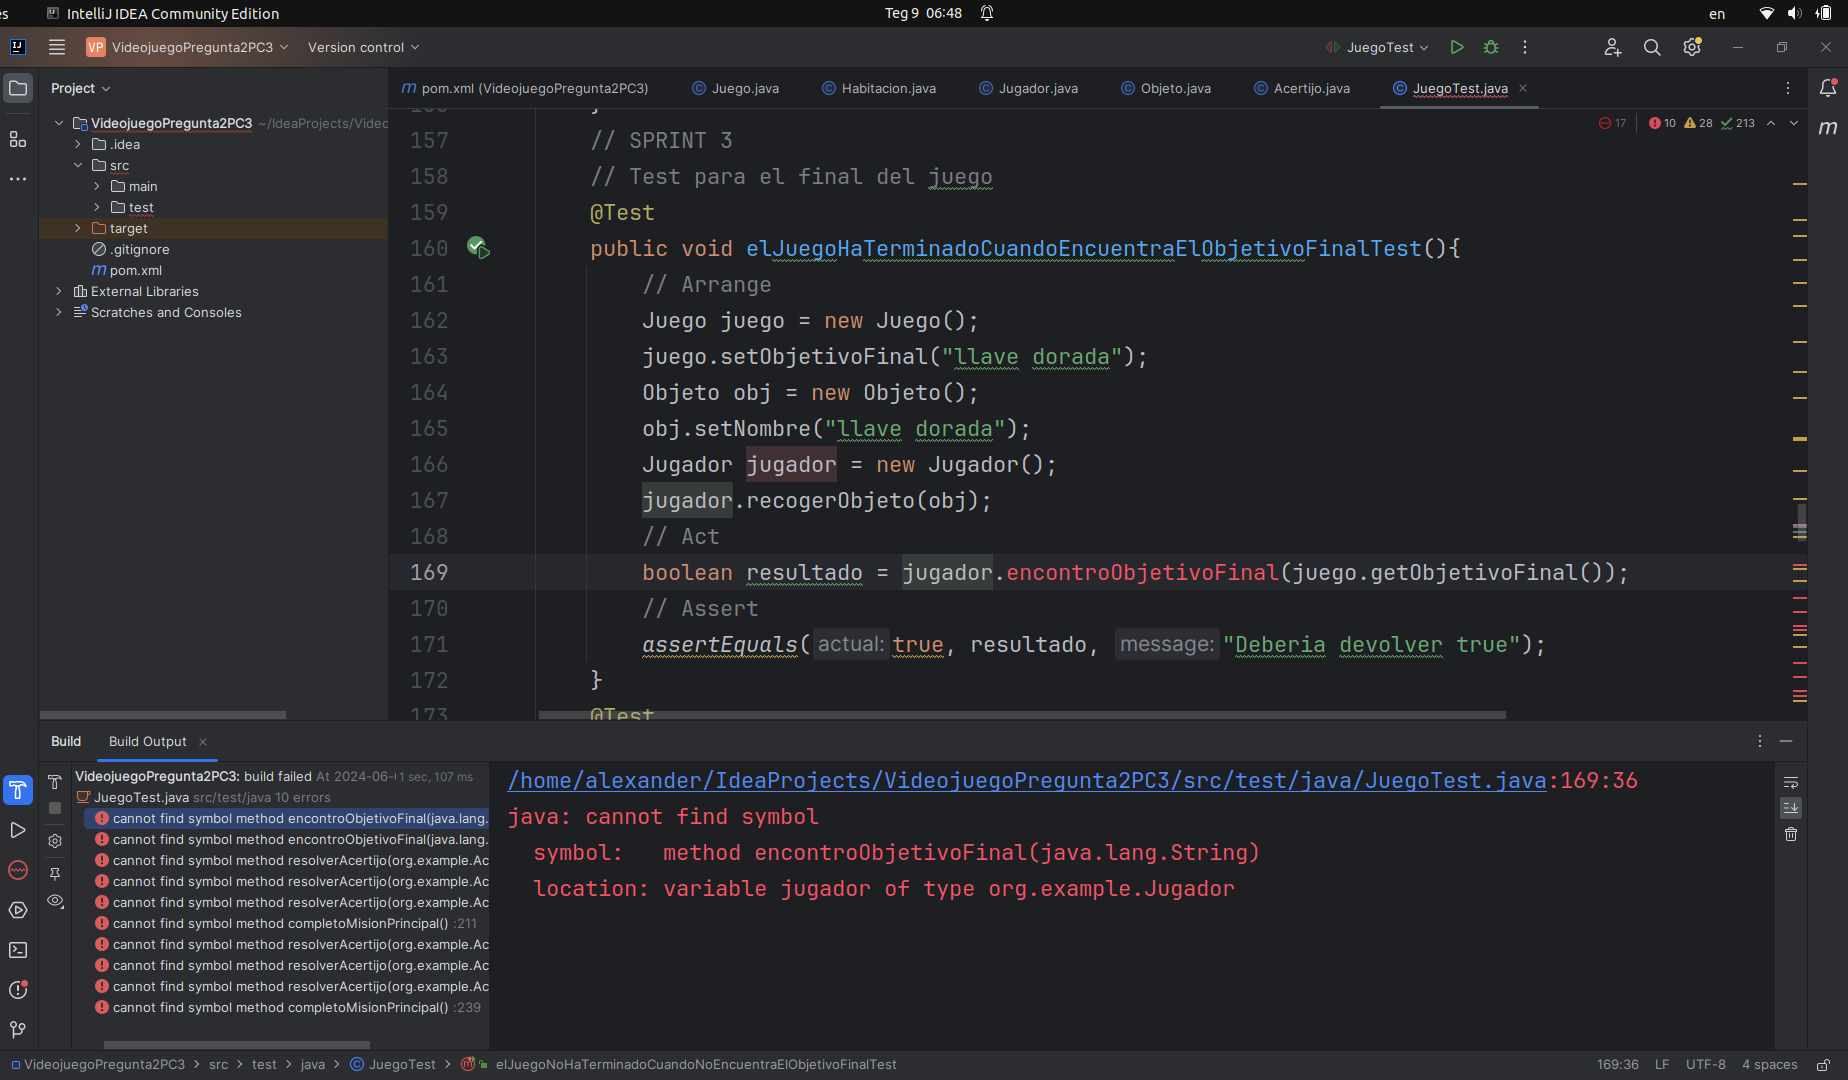 es
IntelliJ IDEA Community Edition
Teg 9 06:48
en
VP VideojuegoPregunta2PC3
Version control
JuegoTest
Project
pom.xml (VideojuegoPregunta2PC3)
Juego.java
Habitacion.java
Jugador.java
Objeto.java
Acertijo.java
JuegoTest.java
VideojuegoPregunta2PC3 ~/IdeaProjects/Videc
.idea
src
main
test
target
.gitignore
pom.xml
External Libraries
Scratches and Consoles
17 10 28 213
157 // SPRINT 3
158 // Test para el final del juego
159 @Test
160 public void elJuegoHaTerminadoCuandoEncuentraElObjetivoFinalTest(){
161 // Arrange
162 Juego juego = new Juego();
163 juego.setObjetivoFinal("llave dorada");
164 Objeto obj = new Objeto();
165 obj.setNombre("llave dorada");
166 Jugador jugador = new Jugador();
167 jugador.recogerObjeto(obj);
168 // Act
169 boolean resultado = jugador.encontroObjetivoFinal(juego.getObjetivoFinal());
170 // Assert
171 assertEquals( actual: true, resultado, message: "Deberia devolver true");
172 }
173 @Test
Build
Build Output
VideojuegoPregunta2PC3: build failed At 2024-06- 1 sec, 107 ms
JuegoTest.java src/test/java 10 errors
cannot find symbol method encontroObjetivoFinal(java.lang.
cannot find symbol method encontroObjetivoFinal(java.lang.
cannot find symbol method resolverAcertijo(org.example.Ac
cannot find symbol method resolverAcertijo(org.example.Ac
cannot find symbol method resolverAcertijo(org.example.Ac
cannot find symbol method completoMisionPrincipal() :211
cannot find symbol method resolverAcertijo(org.example.Ac
cannot find symbol method resolverAcertijo(org.example.Ac
cannot find symbol method resolverAcertijo(org.example.Ac
cannot find symbol method completoMisionPrincipal() :239
/home/alexander/IdeaProjects/VideojuegoPregunta2PC3/src/test/java/JuegoTest.java:169:36
java: cannot find symbol
symbol: method encontroObjetivoFinal(java.lang.String)
location: variable jugador of type org.example.Jugador
VideojuegoPregunta2PC3 > src > test > java > JuegoTest > elJuegoNoHaTerminadoCuandoNoEncuentraElObjetivoFinalTest
169:36 LF UTF-8 4 spaces